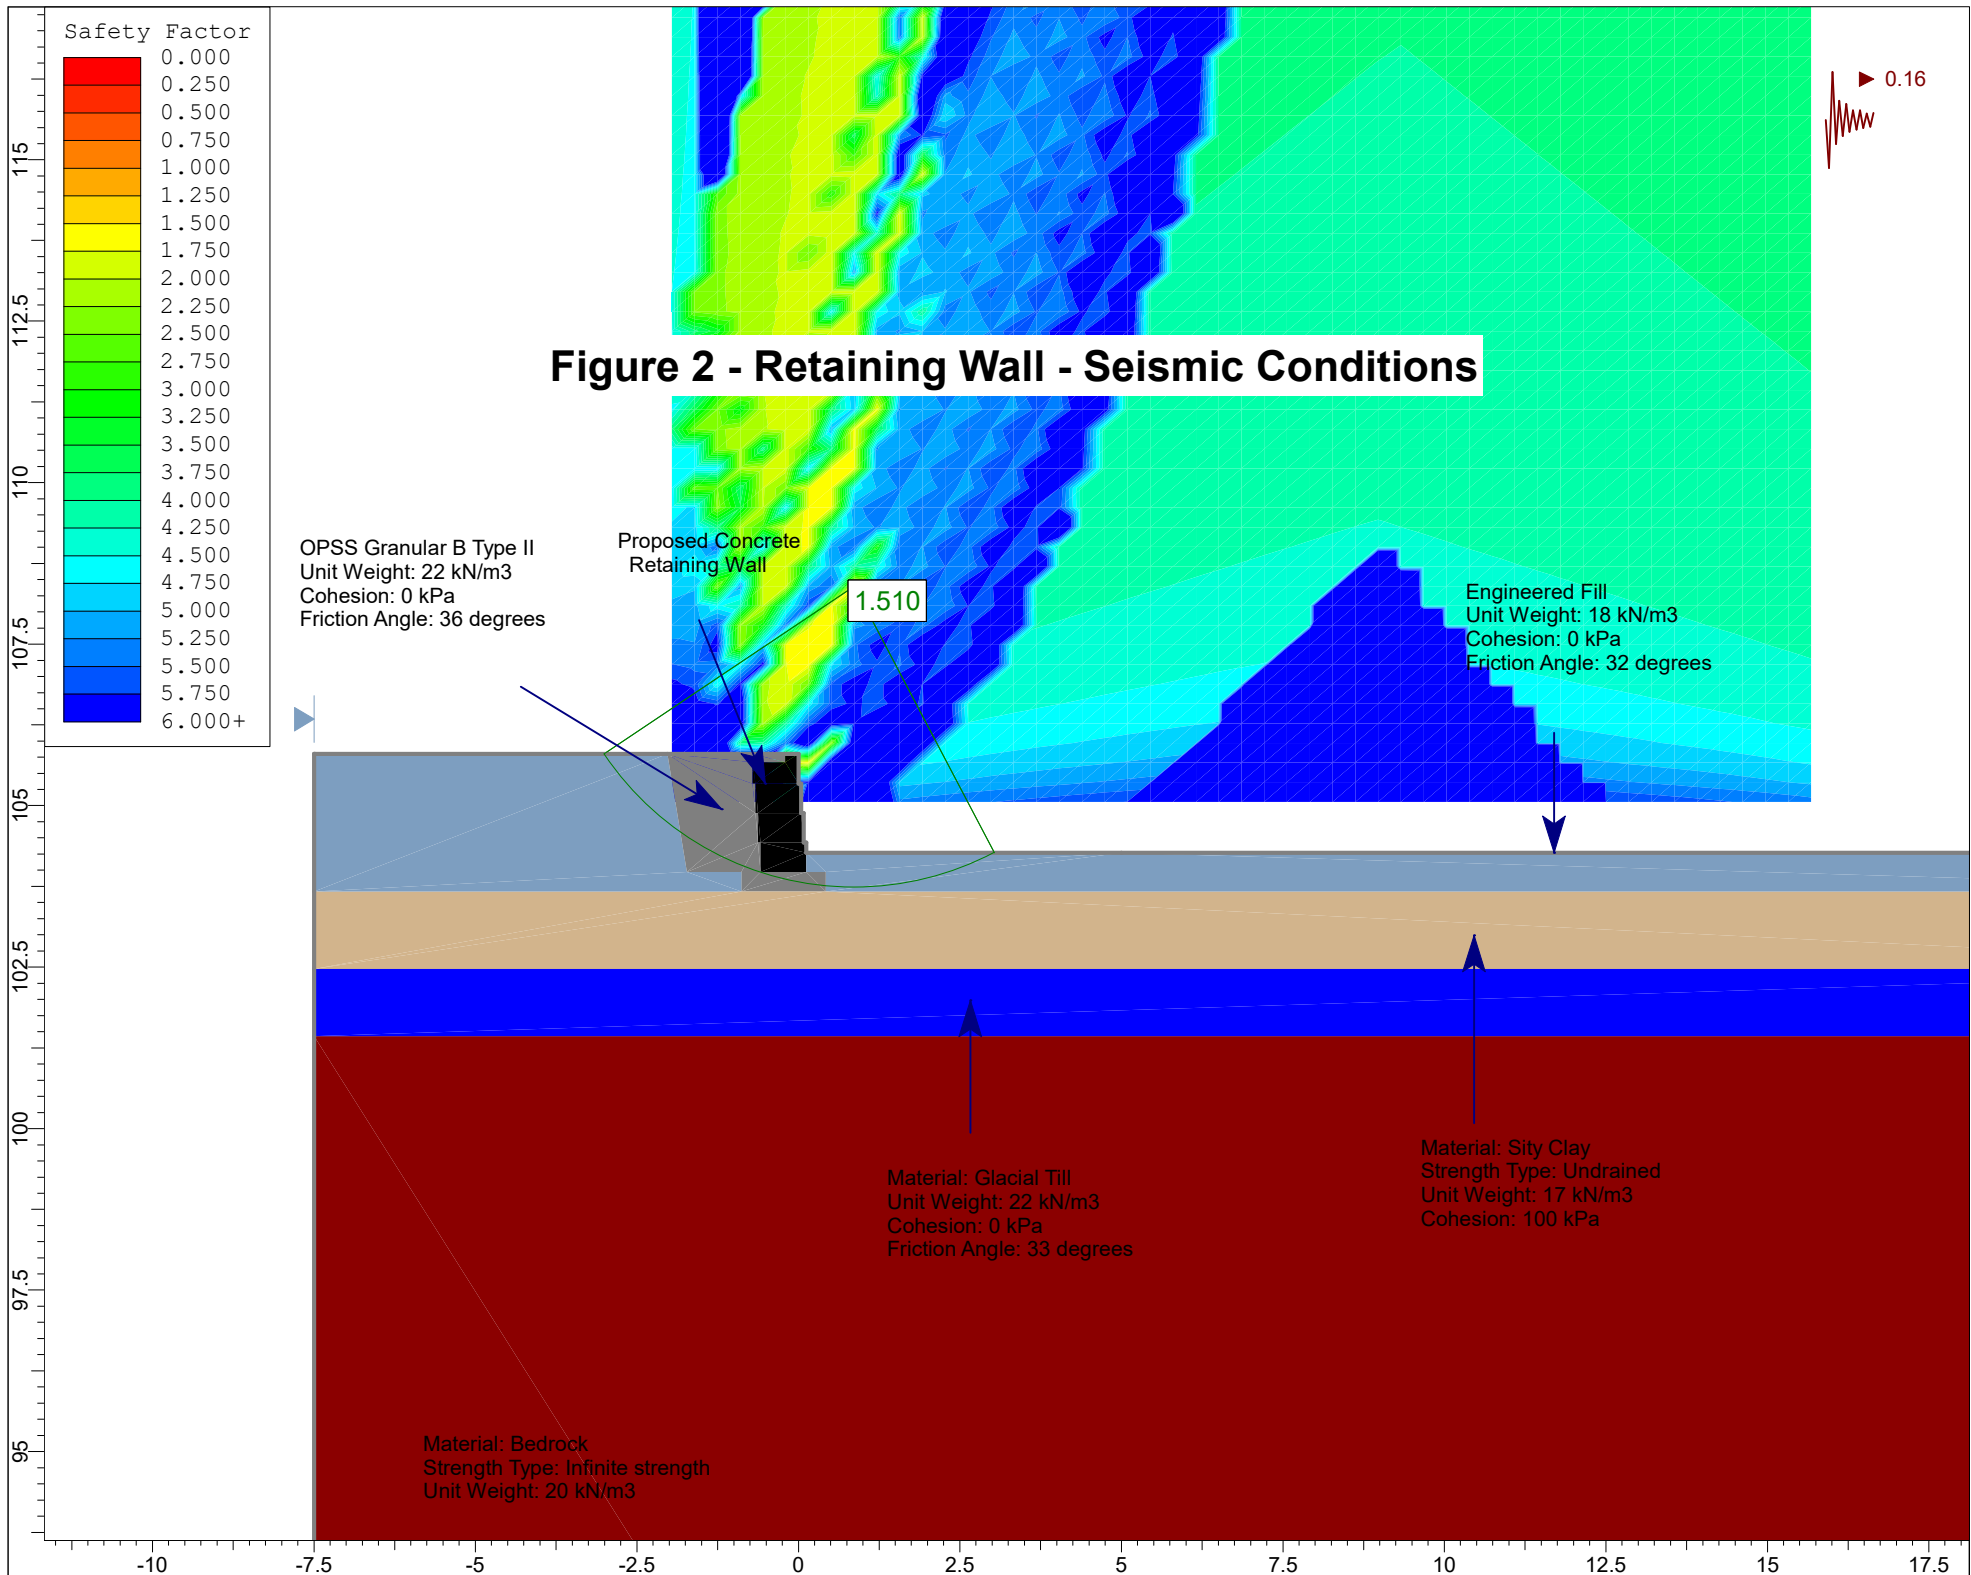 Safety Factor
0.000
0.250
0.500
0.750
1.000
1.250
1.500
1.750
2.000
2.250
2.500
2.750
3.000
3.250
3.500
3.750
4.000
4.250
4.500
4.750
5.000
5.250
5.500
5.750
6.000+
0.16
Figure 2 - Retaining Wall - Seismic Conditions
OPSS Granular B Type II
Unit Weight: 22 kN/m3
Cohesion: 0 kPa
Friction Angle: 36 degrees
Proposed Concrete
Retaining Wall
1.510
Engineered Fill
Unit Weight: 18 kN/m3
Cohesion: 0 kPa
Friction Angle: 32 degrees
Material: Glacial Till
Unit Weight: 22 kN/m3
Cohesion: 0 kPa
Friction Angle: 33 degrees
Material: Sity Clay
Strength Type: Undrained
Unit Weight: 17 kN/m3
Cohesion: 100 kPa
Material: Bedrock
Strength Type: Infinite strength
Unit Weight: 20 kN/m3
115
112.5
110
107.5
105
102.5
100
97.5
95
-10
-7.5
-5
-2.5
0
2.5
5
7.5
10
12.5
15
17.5